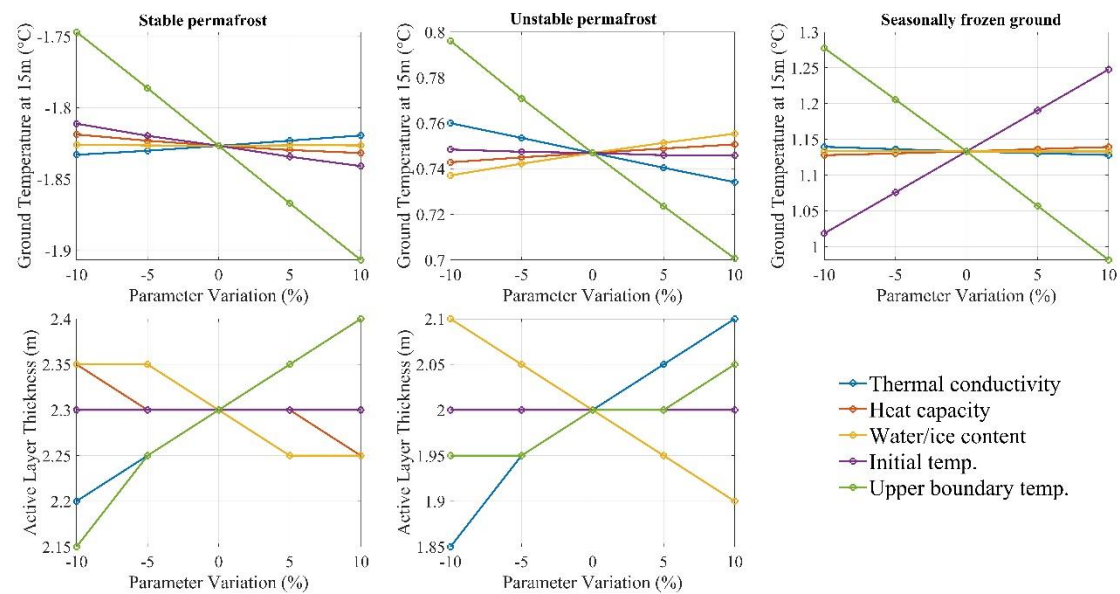 Stable permafrost
Ground Temperature at 15m (°C)
-1.75
-1.8
-1.85
-1.9
-10 -5 0 5 10
Parameter Variation (%)
Unstable permafrost
Ground Temperature at 15m (°C)
0.8
0.78
0.76
0.74
0.72
0.7
-10 -5 0 5 10
Parameter Variation (%)
Seasonally frozen ground
Ground Temperature at 15m (°C)
1.3
1.25
1.2
1.15
1.1
1.05
1
-10 -5 0 5 10
Parameter Variation (%)
Active Layer Thickness (m)
2.4
2.35
2.3
2.25
2.2
2.15
-10 -5 0 5 10
Parameter Variation (%)
Active Layer Thickness (m)
2.1
2.05
2
1.95
1.9
1.85
-10 -5 0 5 10
Parameter Variation (%)
Thermal conductivity
Heat capacity
Water/ice content
Initial temp.
Upper boundary temp.